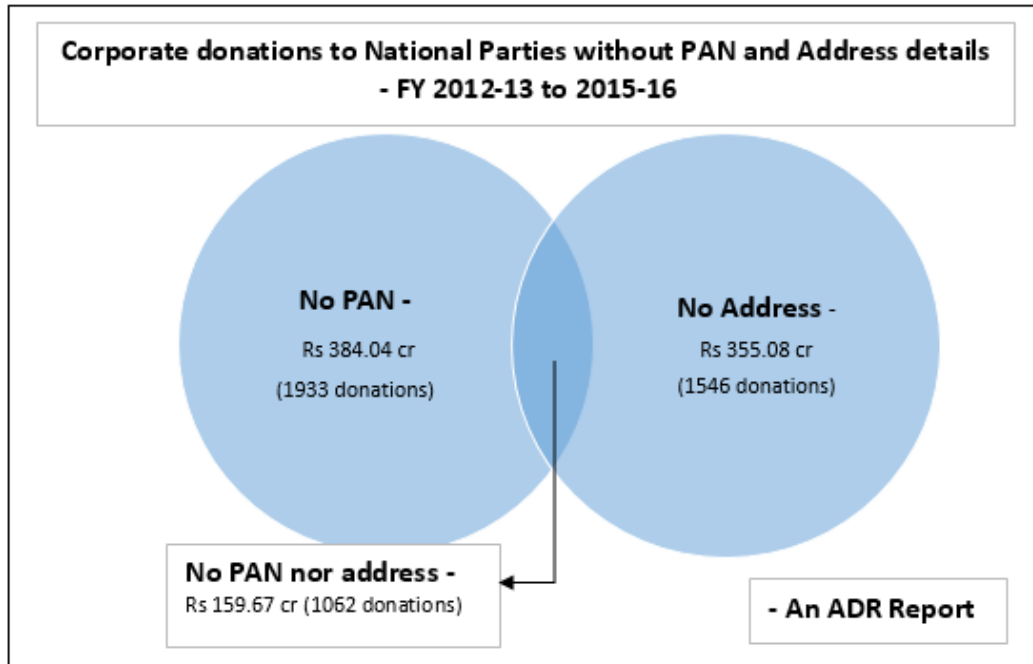 Corporate donations to National Parties without PAN and Address details
- FY 2012-13 to 2015-16
No PAN -
Rs 384.04 cr
(1933 donations)
No Address -
Rs 355.08 cr
(1546 donations)
No PAN nor address -
Rs 159.67 cr (1062 donations)
- An ADR Report